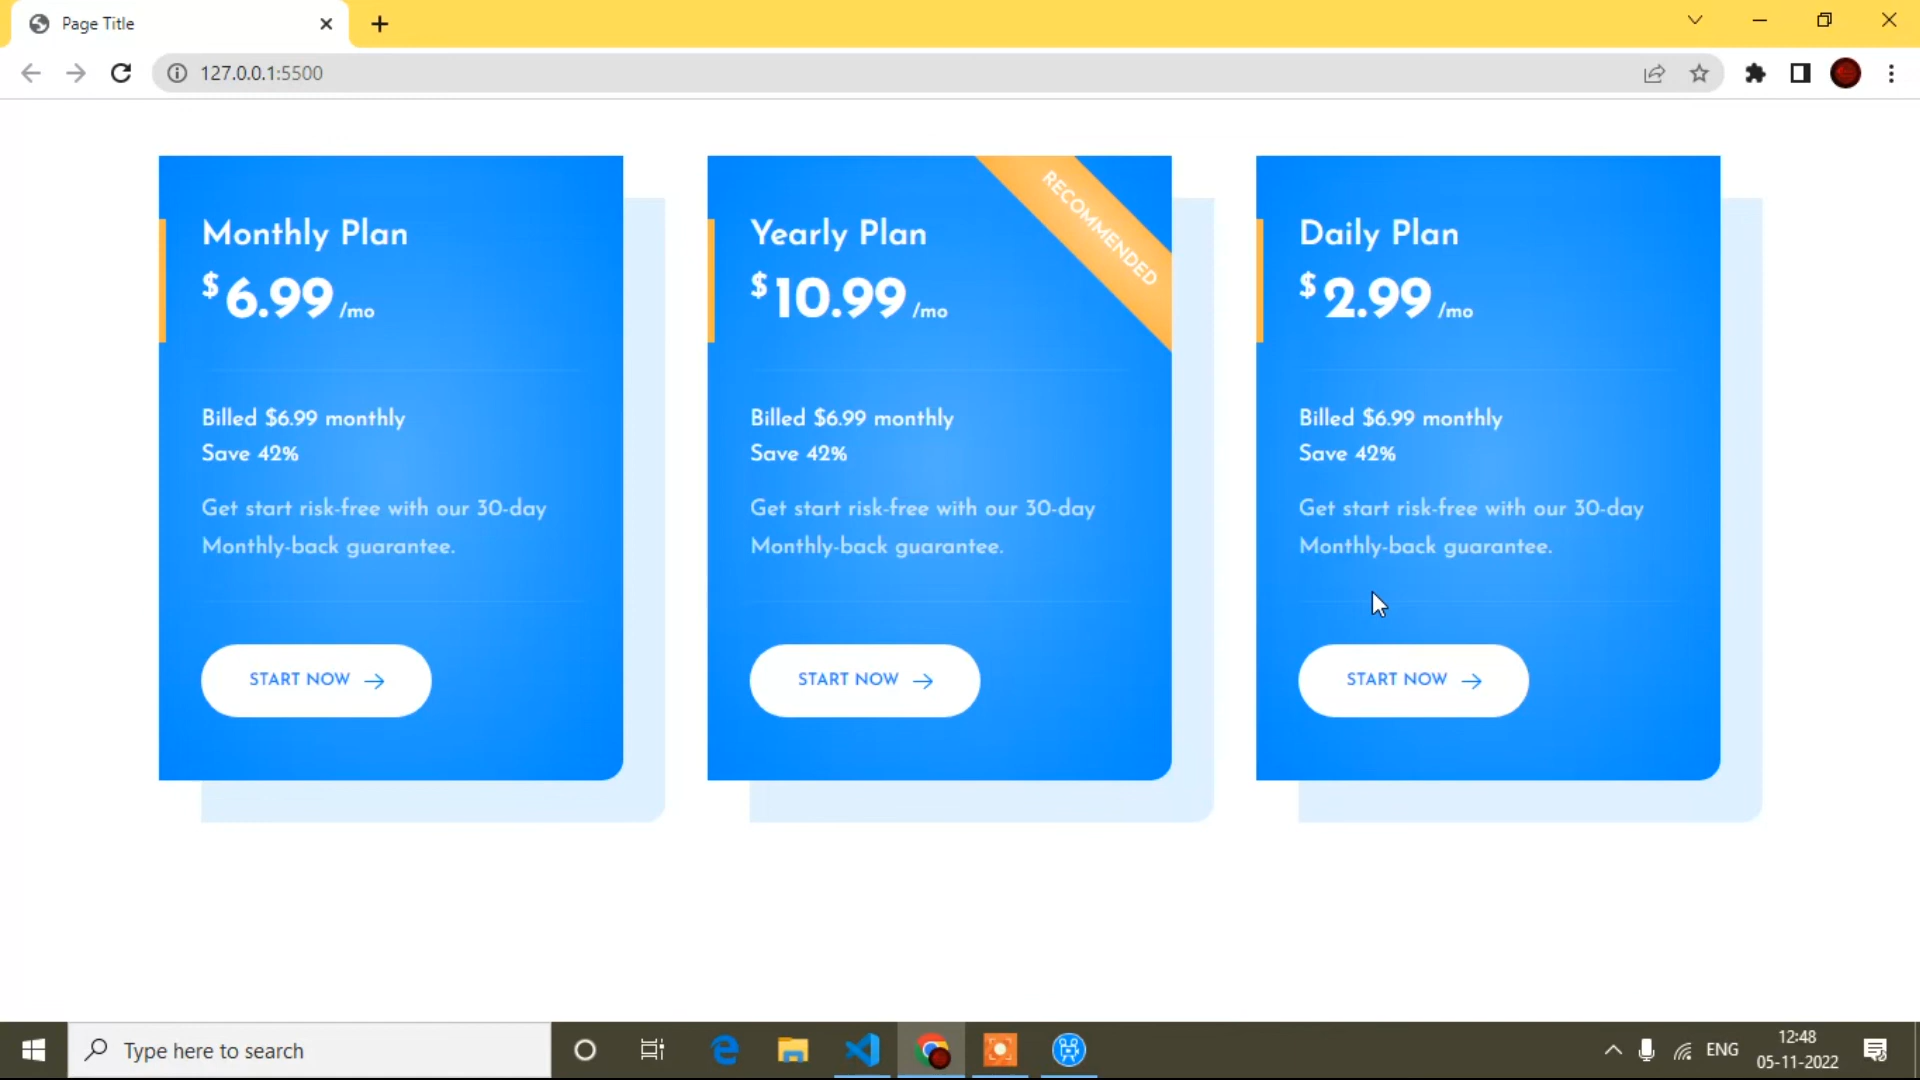 Page Title
127.0.0.1:5500
Monthly Plan
$6.99 /mo
Billed $6.99 monthly
Save 42%
Get start risk-free with our 30-day
Monthly-back guarantee.
START NOW
RECOMMENDED
Yearly Plan
$10.99 /mo
Billed $6.99 monthly
Save 42%
Get start risk-free with our 30-day
Monthly-back guarantee.
START NOW
Daily Plan
$2.99 /mo
Billed $6.99 monthly
Save 42%
Get start risk-free with our 30-day
Monthly-back guarantee.
START NOW
Type here to search
ENG
12:48
05-11-2022